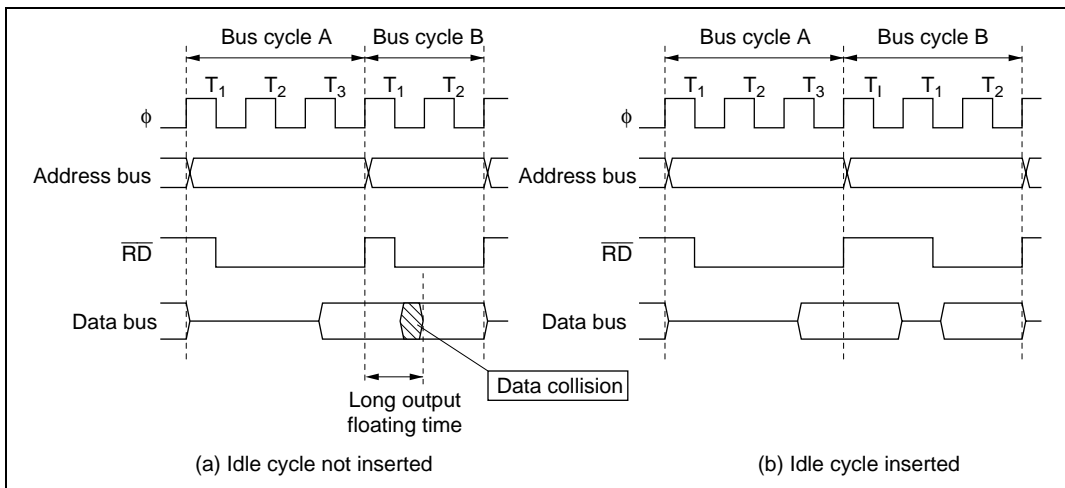 Bus cycle A Bus cycle B
T1 T2 T3 T1 T2
ϕ
Address bus
RD
Data bus
Data collision
Long output
floating time
(a) Idle cycle not inserted
Bus cycle A Bus cycle B
T1 T2 T3 TI T1 T2
ϕ
Address bus
RD
Data bus
(b) Idle cycle inserted